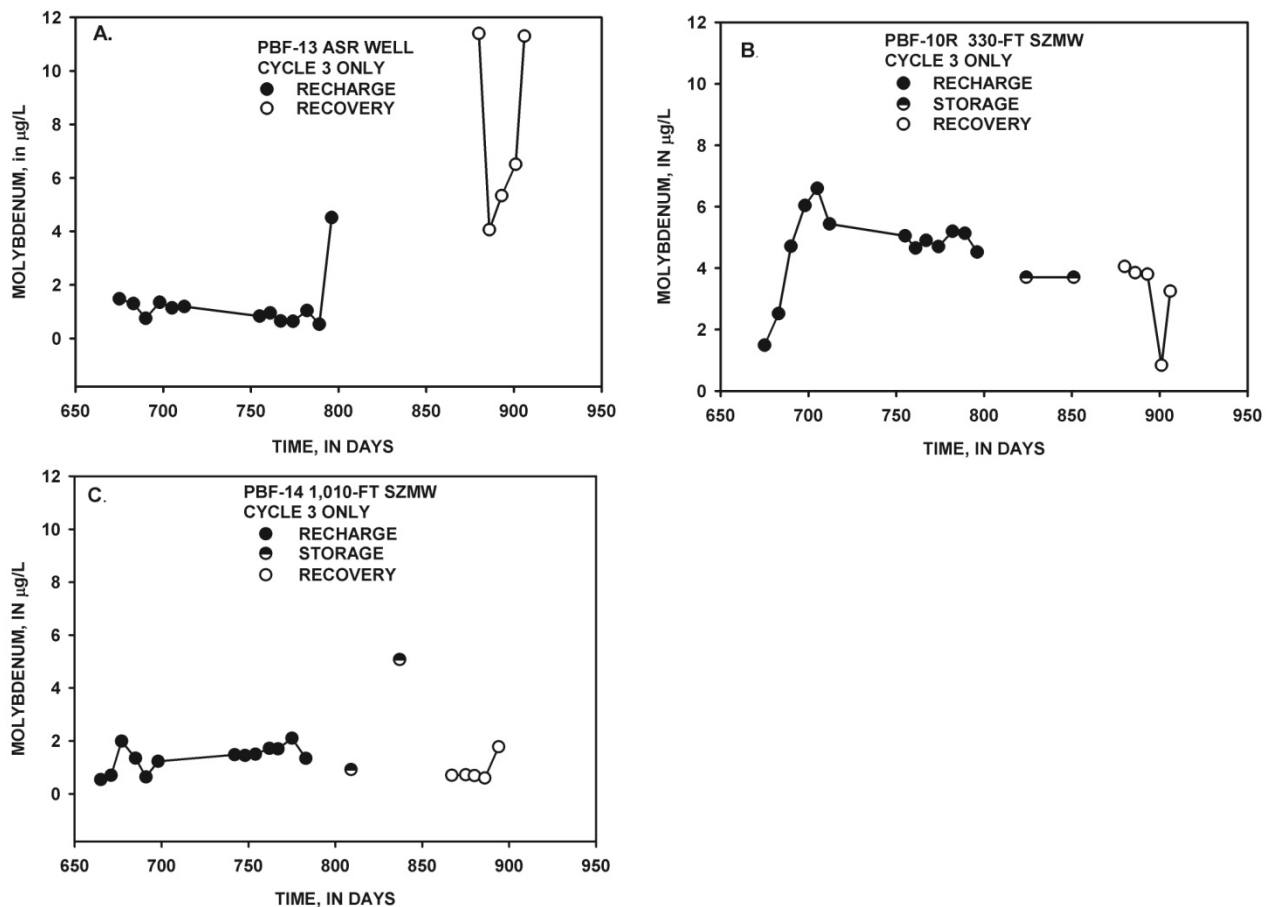 A.
PBF-13 ASR WELL
CYCLE 3 ONLY
RECHARGE
RECOVERY
MOLYBDENUM, in µg/L
12
10
8
6
4
2
0
650 700 750 800 850 900 950
TIME, IN DAYS
B.
PBF-10R 330-FT SZMW
CYCLE 3 ONLY
RECHARGE
STORAGE
RECOVERY
MOLYBDENUM, IN µg/L
12
10
8
6
4
2
0
650 700 750 800 850 900 950
TIME, IN DAYS
C.
PBF-14 1,010-FT SZMW
CYCLE 3 ONLY
RECHARGE
STORAGE
RECOVERY
MOLYBDENUM, IN µg/L
12
10
8
6
4
2
0
650 700 750 800 850 900 950
TIME, IN DAYS